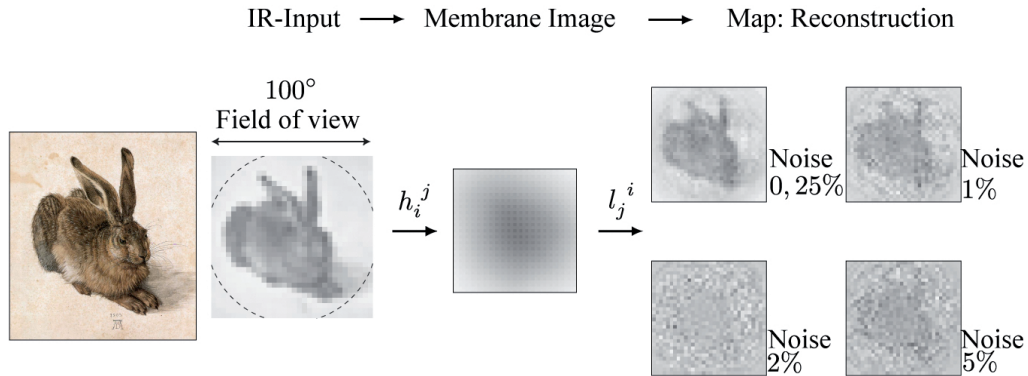 IR-Input → Membrane Image → Map: Reconstruction
100°
Field of view
h_i^j
l_j^i
Noise
0, 25%
Noise
1%
Noise
2%
Noise
5%